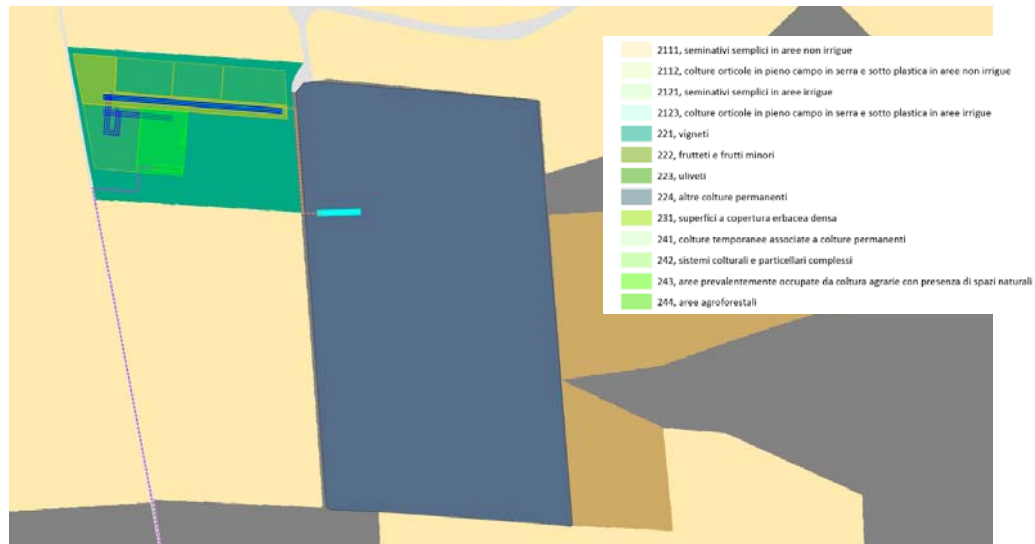 2111, seminativi semplici in aree non irrigue
2112, colture orticole in pieno campo in serra e sotto plastica in aree non irrigue
2121, seminativi semplici in aree irrigue
2123, colture orticole in pieno campo in serra e sotto plastica in aree irrigue
221, vigneti
222, frutteti e frutti minori
223, uliveti
224, altre colture permanenti
231, superfici a copertura erbacea densa
241, colture temporanee associate a colture permanenti
242, sistemi colturali e particellari complessi
243, aree prevalentemente occupate da coltura agrarie con presenza di spazi naturali
244, aree agroforestali